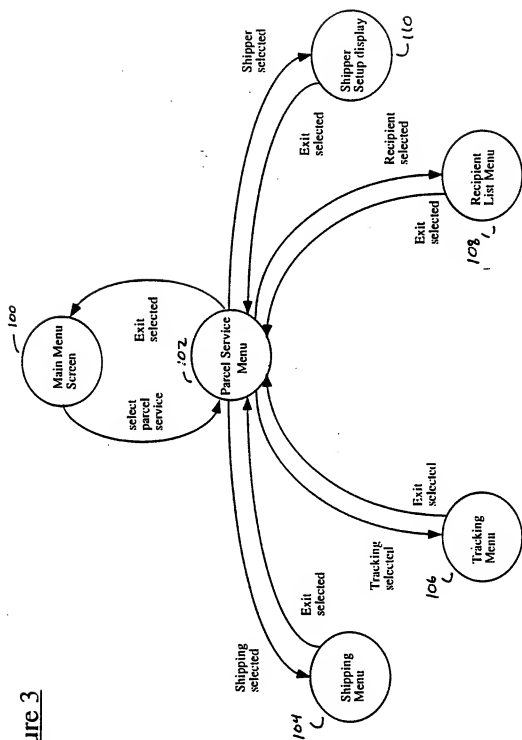 ure 3
100
Main Menu
Screen
select
parcel
service
Exit
selected
102
Parcel Service
Menu
Shipping
selected
Exit
selected
104
Shipping
Menu
Tracking
selected
Exit
selected
106
Tracking
Menu
Recipient
selected
Exit
selected
108
Recipient
List Menu
Shipper
selected
Exit
selected
110
Shipper
Setup display